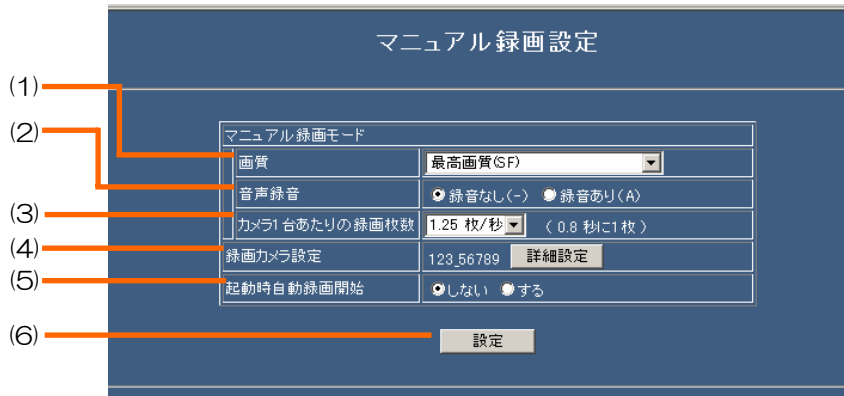 マニュアル録画設定
(1)
(2)
マニュアル録画モード
画質 最高画質(SF)
音声録音 録音なし(-) 録音あり(A)
(3)
カメラ1台あたりの録画枚数 1.25 枚/秒 (0.8 秒に1枚)
(4)
録画カメラ設定 123_56789 詳細設定
(5)
起動時自動録画開始 しない する
(6)
設定